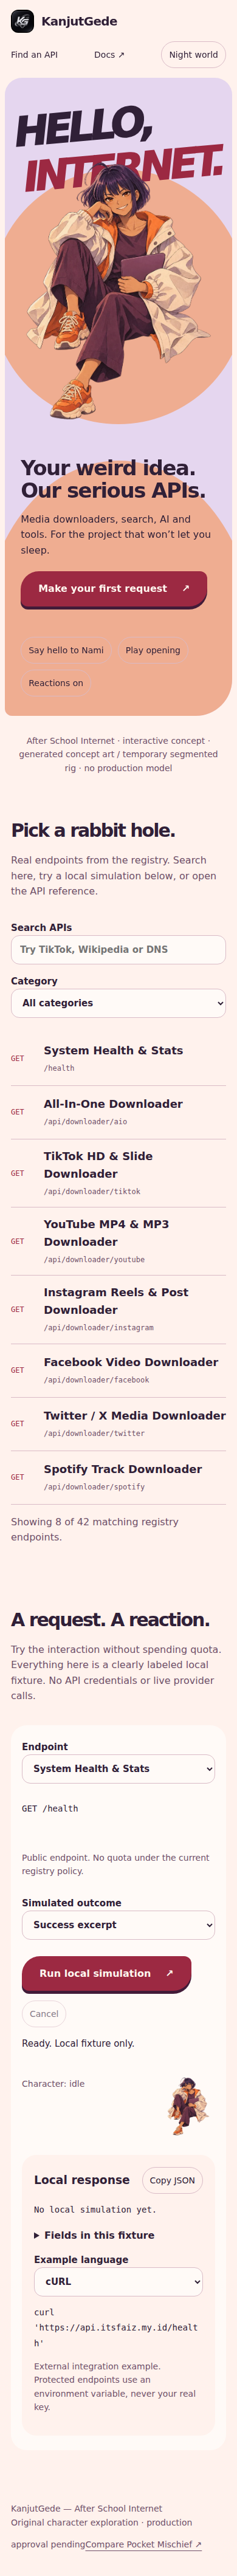 KanjutGede
Find an API
Docs ↗
Night world
HELLO,
INTERNET.
Your weird idea.
Our serious APIs.
Media downloaders, search, AI and
tools. For the project that won’t let you
sleep.
Make your first request ↗
Say hello to Nami
Play opening
Reactions on
After School Internet · interactive concept ·
generated concept art / temporary segmented
rig · no production model
Pick a rabbit hole.
Real endpoints from the registry. Search
here, try a local simulation below, or open
the API reference.
Search APIs
Try TikTok, Wikipedia or DNS
Category
All categories
GET
System Health & Stats
/health
GET
All-In-One Downloader
/api/downloader/aio
GET
TikTok HD & Slide
Downloader
/api/downloader/tiktok
GET
YouTube MP4 & MP3
Downloader
/api/downloader/youtube
GET
Instagram Reels & Post
Downloader
/api/downloader/instagram
GET
Facebook Video Downloader
/api/downloader/facebook
GET
Twitter / X Media Downloader
/api/downloader/twitter
GET
Spotify Track Downloader
/api/downloader/spotify
Showing 8 of 42 matching registry
endpoints.
A request. A reaction.
Try the interaction without spending quota.
Everything here is a clearly labeled local
fixture. No API credentials or live provider
calls.
Endpoint
System Health & Stats
GET /health
Public endpoint. No quota under the current
registry policy.
Simulated outcome
Success excerpt
Run local simulation ↗
Cancel
Ready. Local fixture only.
Character: idle
Local response
Copy JSON
No local simulation yet.
▶ Fields in this fixture
Example language
cURL
curl
'https://api.itsfaiz.my.id/healt
h'
External integration example.
Protected endpoints use an
environment variable, never your real
key.
KanjutGede — After School Internet
Original character exploration · production
approval pendingCompare Pocket Mischief ↗